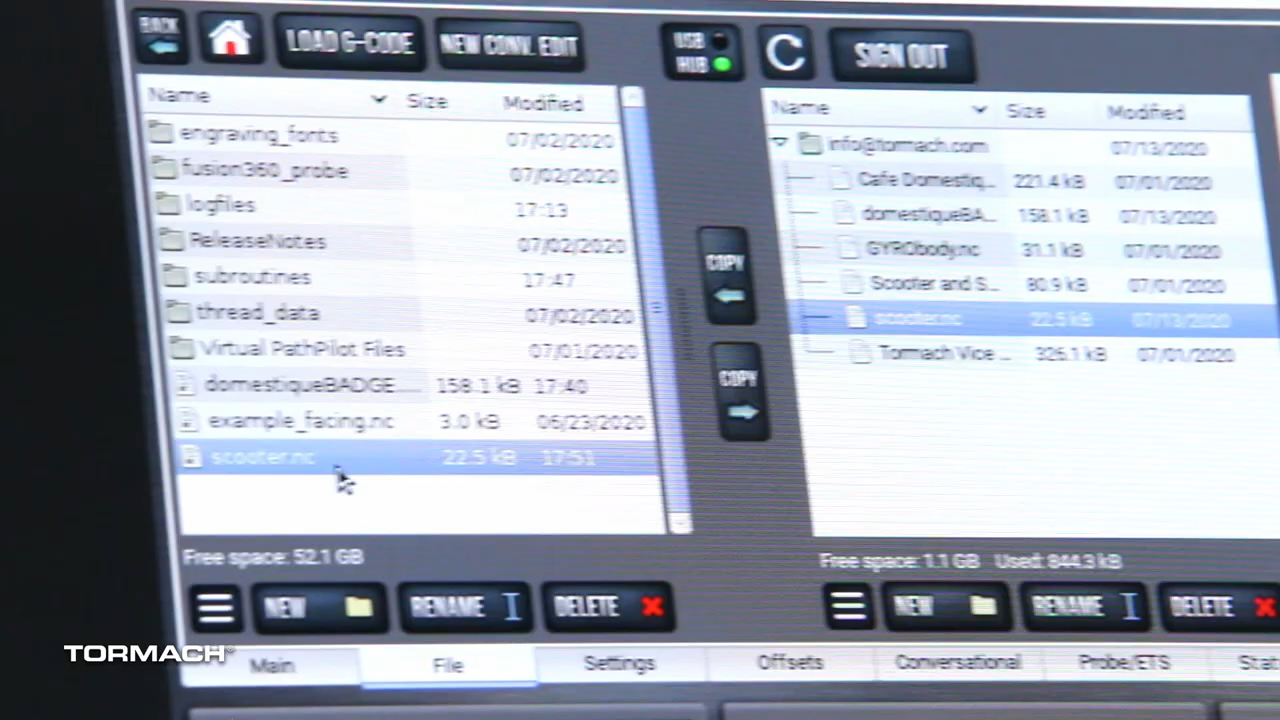 BACK
LOAD G-CODE NEW CONV. EDIT
USB
HUB
SIGN OUT
Name Size Modified
engraving_fonts 07/02/2020
fusion360_probe 07/02/2020
logfiles 17:13
ReleaseNotes 07/02/2020
subroutines 17:47
thread_data 07/02/2020
Virtual PathPilot Files 07/01/2020
domestiqueBADGE... 158.1 kB 17:40
example_facing.nc 3.0 kB 06/23/2020
scooter.nc 22.5 kB 17:51
Free space: 52.1 GB
NEW RENAME DELETE
COPY
COPY
Name Size Modified
info@tormach.com 07/13/2020
Cafe Domestiq... 221.4 kB 07/01/2020
domestiqueBA... 158.1 kB 07/13/2020
GYRObody.nc 31.1 kB 07/01/2020
Scooter and S... 80.9 kB 07/01/2020
scooter.nc 22.5 kB 07/13/2020
Tormach Vice ... 326.1 kB 07/01/2020
Free space: 1.1 GB Used: 844.3 kB
NEW RENAME DELETE
Main File Settings Offsets Conversational Probe/ETS Stat
TORMACH